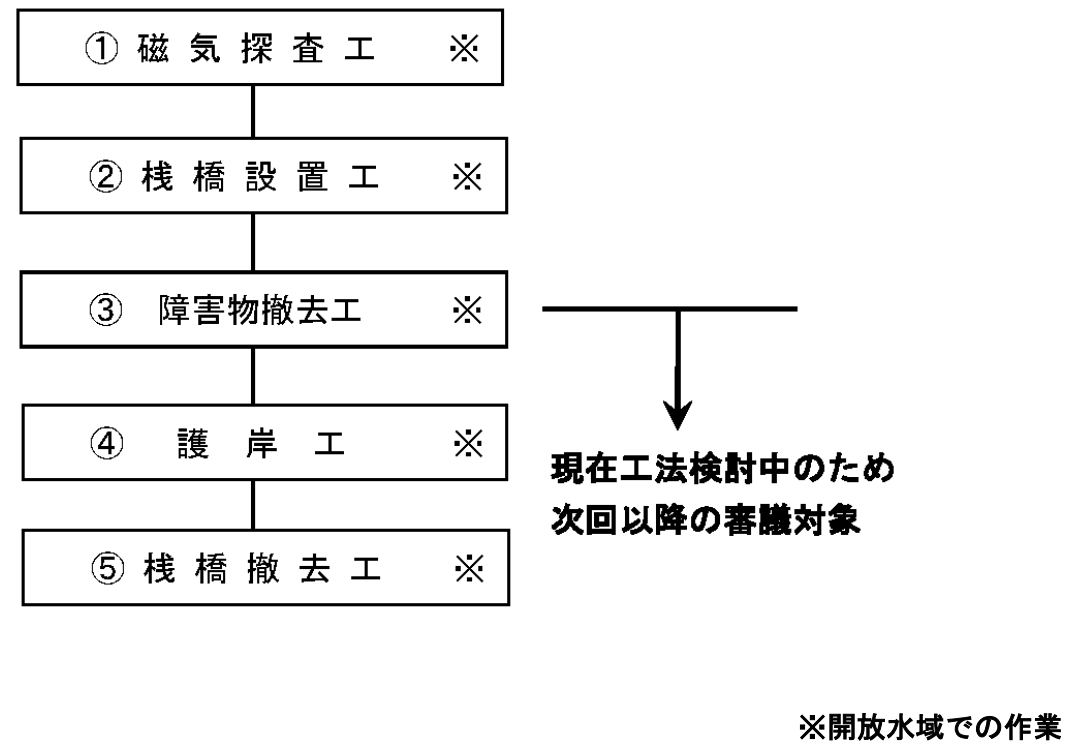 ① 磁気探査工 ※
② 桟橋設置工 ※
③ 障害物撤去工 ※
④ 護岸工 ※
⑤ 桟橋撤去工 ※
現在工法検討中のため
次回以降の審議対象
※開放水域での作業